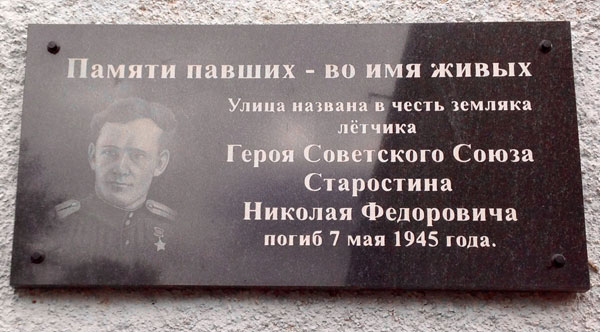 Памяти павших - во имя живых
Улица названа в честь земляка
лётчика
Героя Советского Союза
Старостина
Николая Федоровича
погиб 7 мая 1945 года.